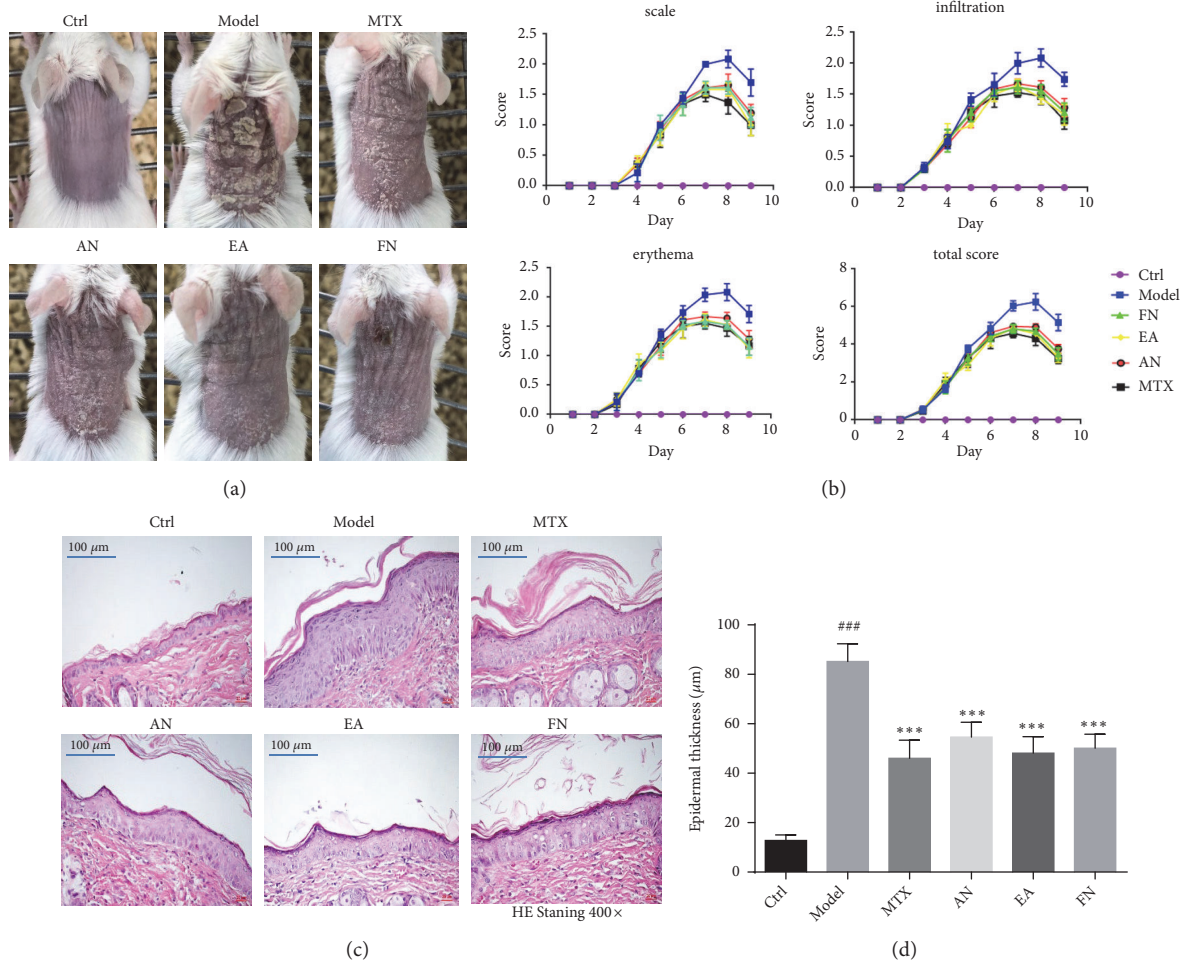 Ctrl
Model
MTX
AN
EA
FN
(a)
scale
2.5
2.0
1.5
1.0
0.5
0.0
Score
0
2
4
6
8
10
Day
infiltration
2.5
2.0
1.5
1.0
0.5
0.0
Score
0
2
4
6
8
10
Day
erythema
2.5
2.0
1.5
1.0
0.5
0.0
Score
0
2
4
6
8
10
Day
total score
8
6
4
2
0
Score
0
2
4
6
8
10
Day
Ctrl
Model
FN
EA
AN
MTX
(b)
Ctrl
Model
MTX
100 μm
100 μm
100 μm
AN
EA
FN
100 μm
100 μm
100 μm
HE Staning 400×
(c)
100
80
60
40
20
0
Epidermal thickness (μm)
###
***
***
***
***
Ctrl
Model
MTX
AN
EA
FN
(d)